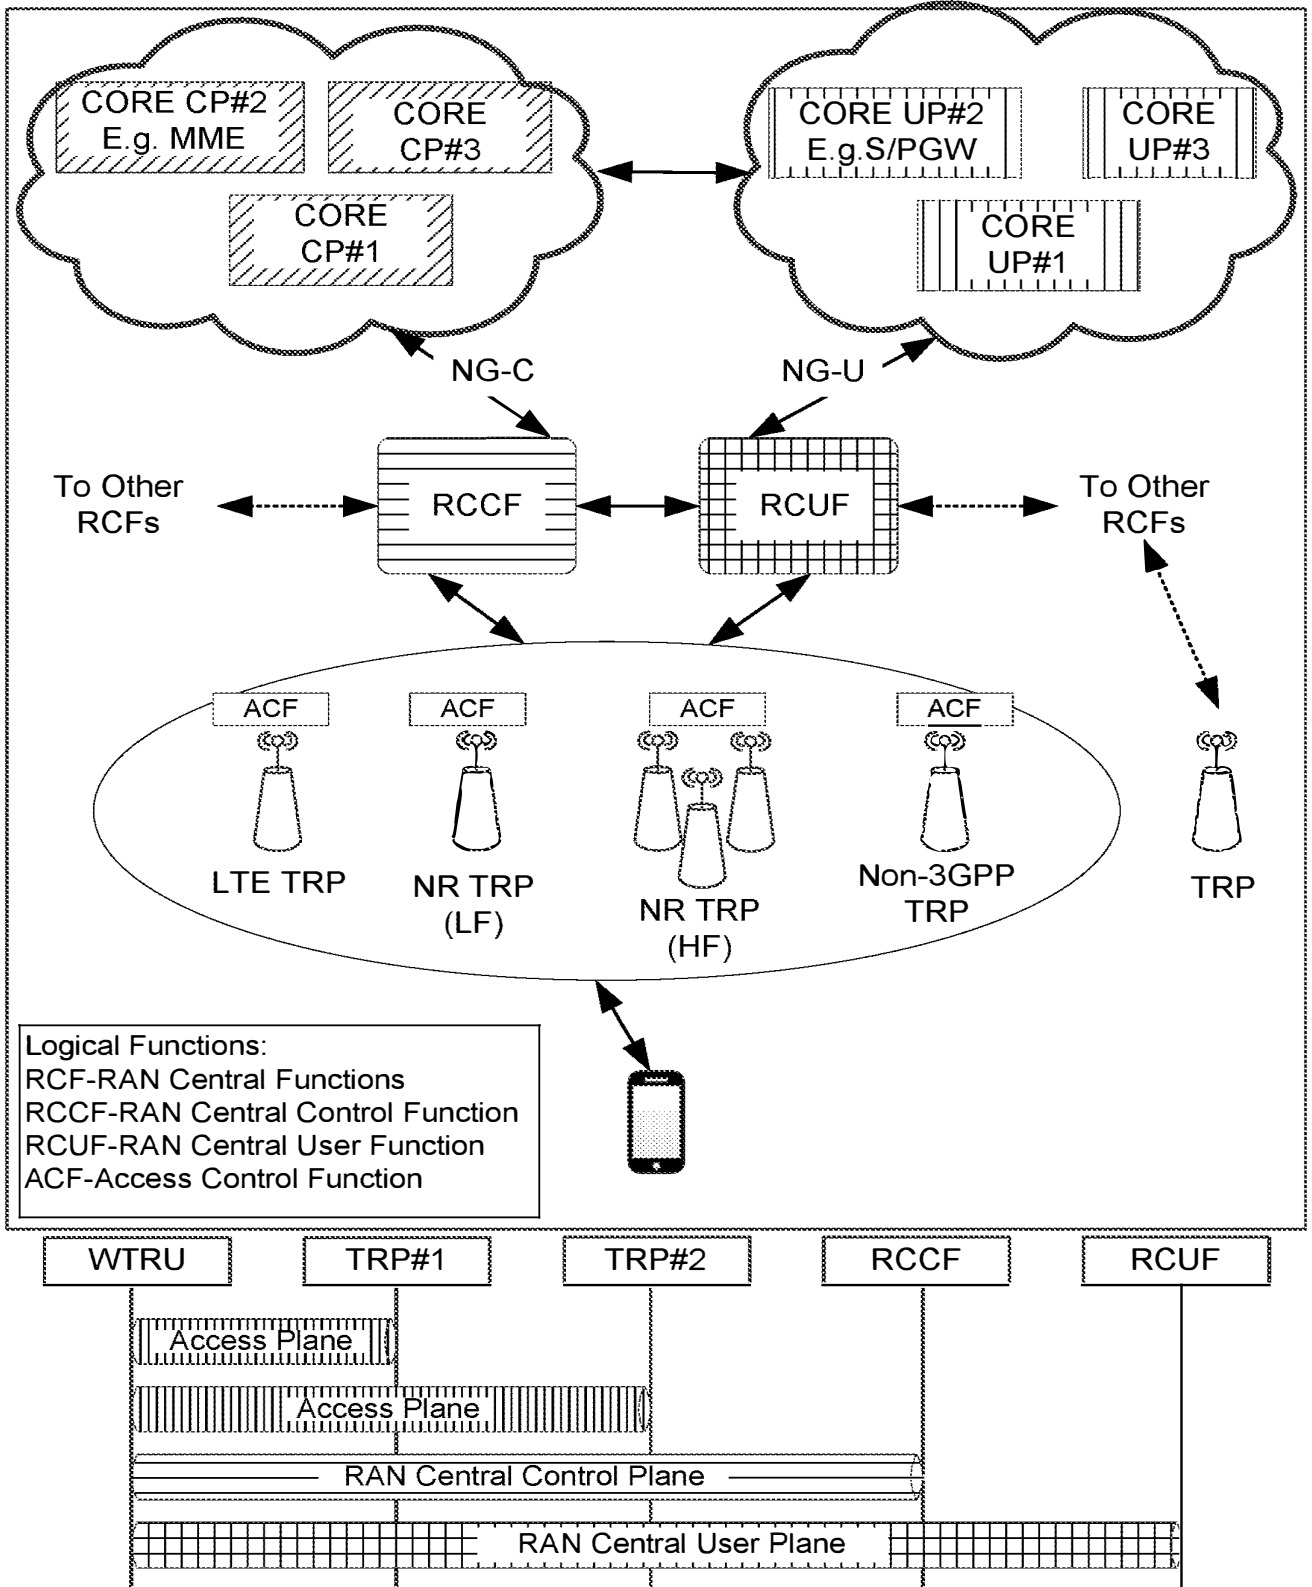 CORE CP#2
E.g. MME
CORE
CP#3
CORE
CP#1
CORE UP#2
E.g.S/PGW
CORE
UP#3
CORE
UP#1
NG-C
NG-U
To Other
RCFs
RCCF
RCUF
To Other
RCFs
ACF
ACF
ACF
ACF
LTE TRP
NR TRP
(LF)
NR TRP
(HF)
Non-3GPP
TRP
TRP
Logical Functions:
RCF-RAN Central Functions
RCCF-RAN Central Control Function
RCUF-RAN Central User Function
ACF-Access Control Function
WTRU
TRP#1
TRP#2
RCCF
RCUF
Access Plane
Access Plane
RAN Central Control Plane
RAN Central User Plane